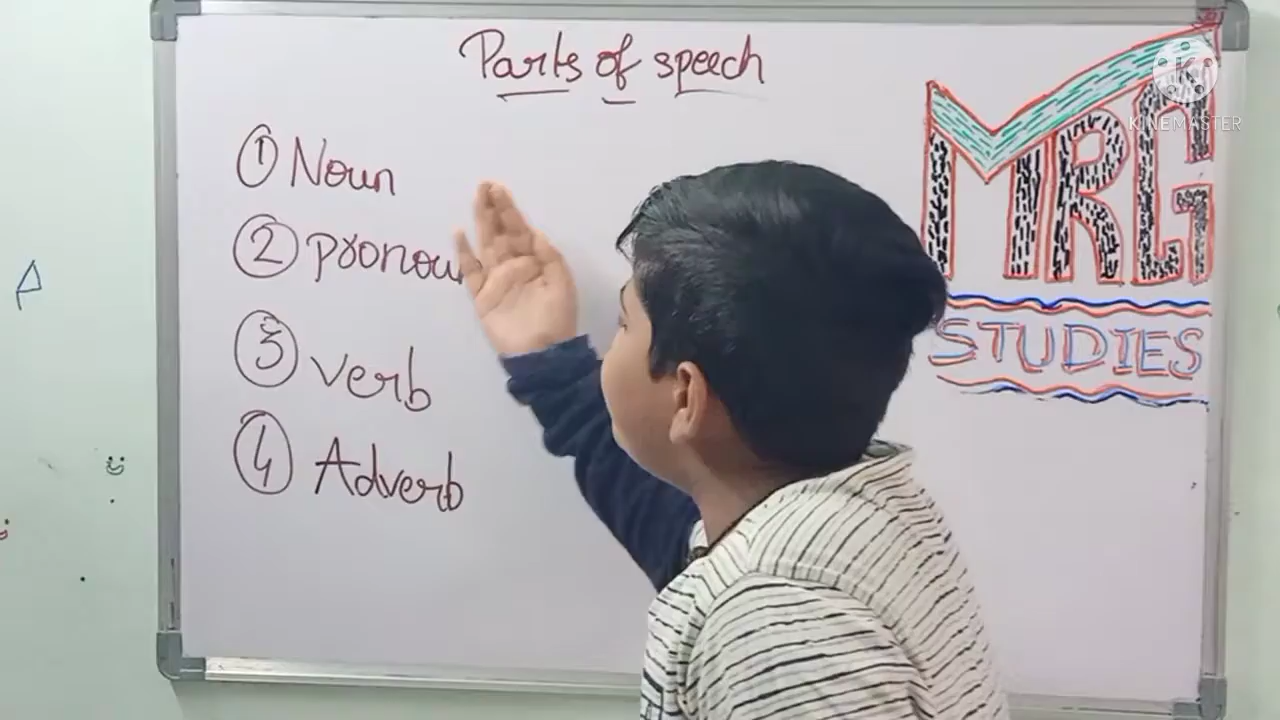 Parts of speech
① Noun
② pronoun
③ verb
④ Adverb
MRG
STUDIES
KINEMASTER